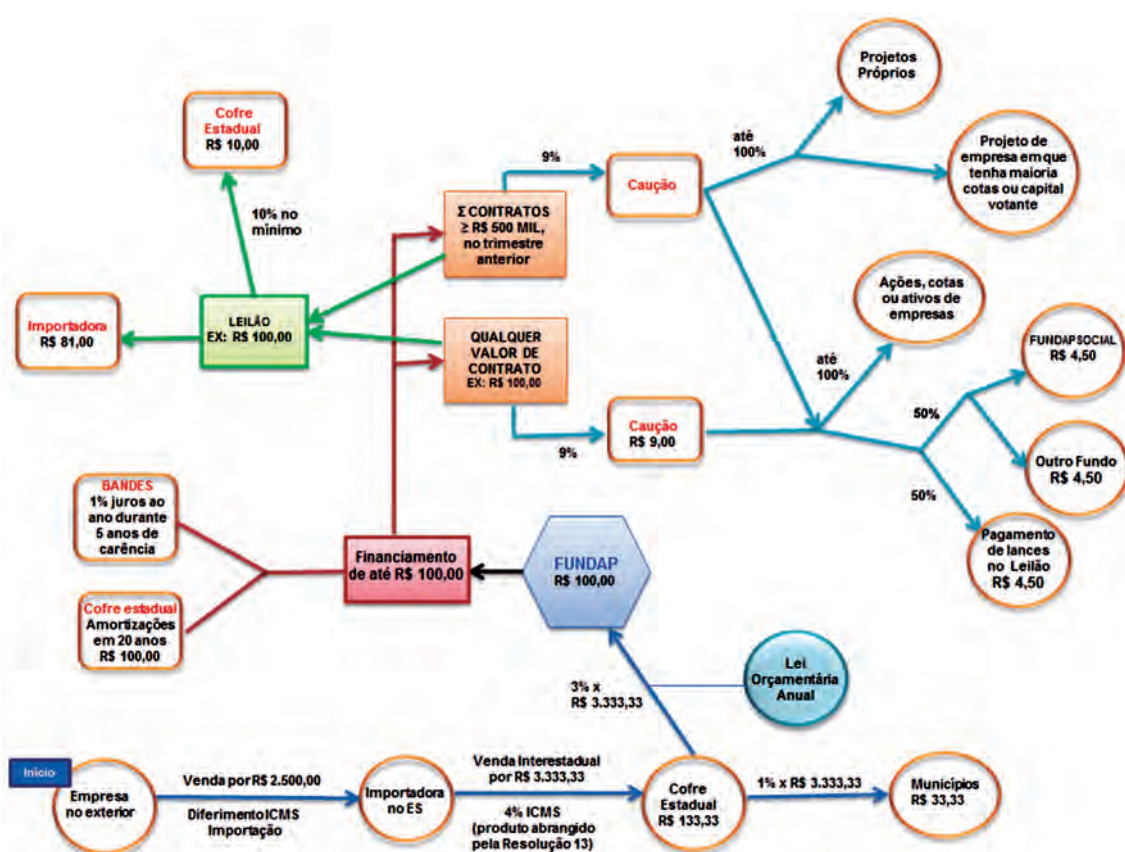 Projetos
Próprios
Cofre
Estadual
R$ 10,00
até
100%
Projeto de
empresa em que
tenha maioria
cotas ou capital
votante
9%
Caução
10% no
mínimo
Σ CONTRATOS
≥ R$ 500 MIL,
no trimestre
anterior
Ações, cotas
ou ativos de
empresas
Importadora
R$ 81,00
LEILÃO
EX: R$ 100,00
QUALQUER
VALOR DE
CONTRATO
EX: R$ 100,00
até
100%
FUNDAP SOCIAL
R$ 4,50
Caução
R$ 9,00
9%
50%
Outro Fundo
R$ 4,50
50%
BANDES
1% juros ao
ano durante
5 anos de
carência
Pagamento
de lances
no Leilão
R$ 4,50
Financiamento
de até R$ 100,00
FUNDAP
R$ 100,00
Cofre estadual
Amortizações
em 20 anos
R$ 100,00
Lei
Orçamentária
Anual
3% x
R$ 3.333,33
Início
Empresa
no exterior
Venda por R$ 2.500,00
Diferimento ICMS
Importação
Importadora
no ES
Venda Interestadual
por R$ 3.333,33
4% ICMS
(produto abrangido
pela Resolução 13)
Cofre
Estadual
R$ 133,33
1% x R$ 3.333,33
Municípios
R$ 33,33